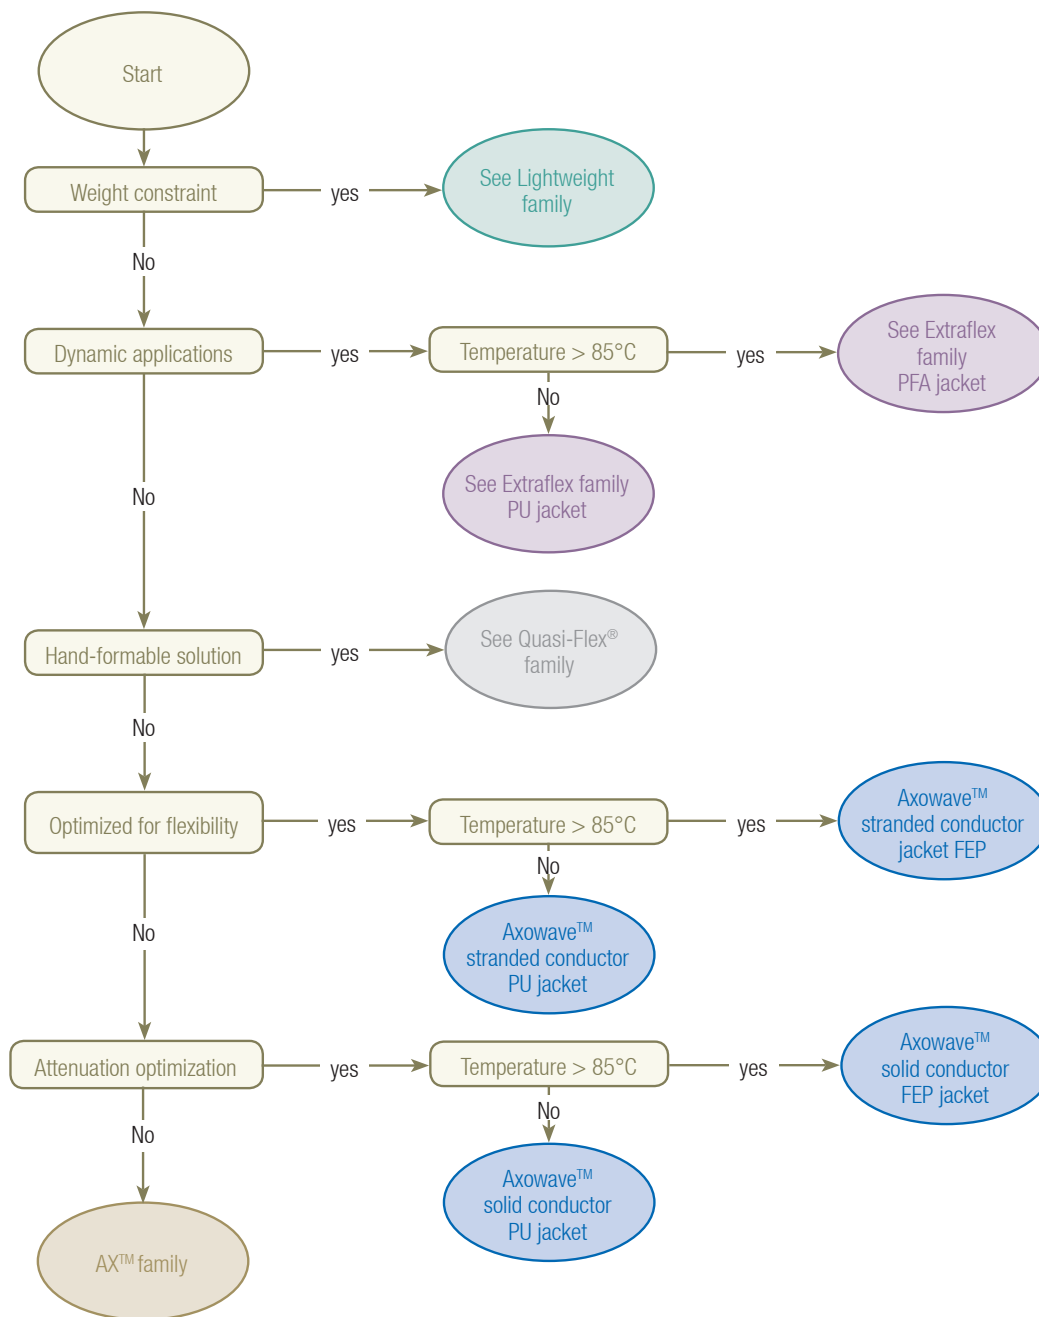 Start
Weight constraint
yes
See Lightweight
family
No
Dynamic applications
yes
Temperature > 85°C
yes
See Extraflex
family
PFA jacket
No
See Extraflex family
PU jacket
No
Hand-formable solution
yes
See Quasi-Flex®
family
No
Optimized for flexibility
yes
Temperature > 85°C
yes
Axowave™
stranded conductor
jacket FEP
No
Axowave™
stranded conductor
PU jacket
No
Attenuation optimization
yes
Temperature > 85°C
yes
Axowave™
solid conductor
FEP jacket
No
Axowave™
solid conductor
PU jacket
No
AX™ family